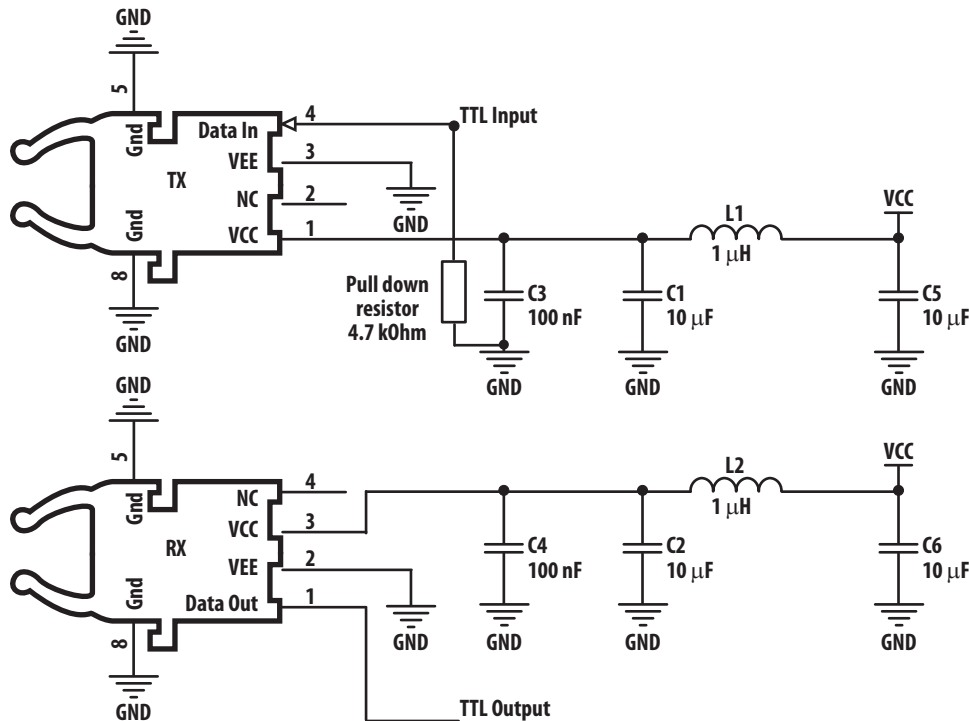 GND
5
Gnd
Data In
4
TTL Input
VEE
3
TX
NC
2
GND
VCC
1
Gnd
8
GND
Pull down
resistor
4.7 kOhm
C3
100 nF
GND
C1
10 μF
GND
L1
1 μH
VCC
C5
10 μF
GND
GND
5
Gnd
NC
4
VCC
3
RX
VEE
2
GND
Data Out
1
Gnd
8
GND
TTL Output
C4
100 nF
GND
C2
10 μF
GND
L2
1 μH
VCC
C6
10 μF
GND